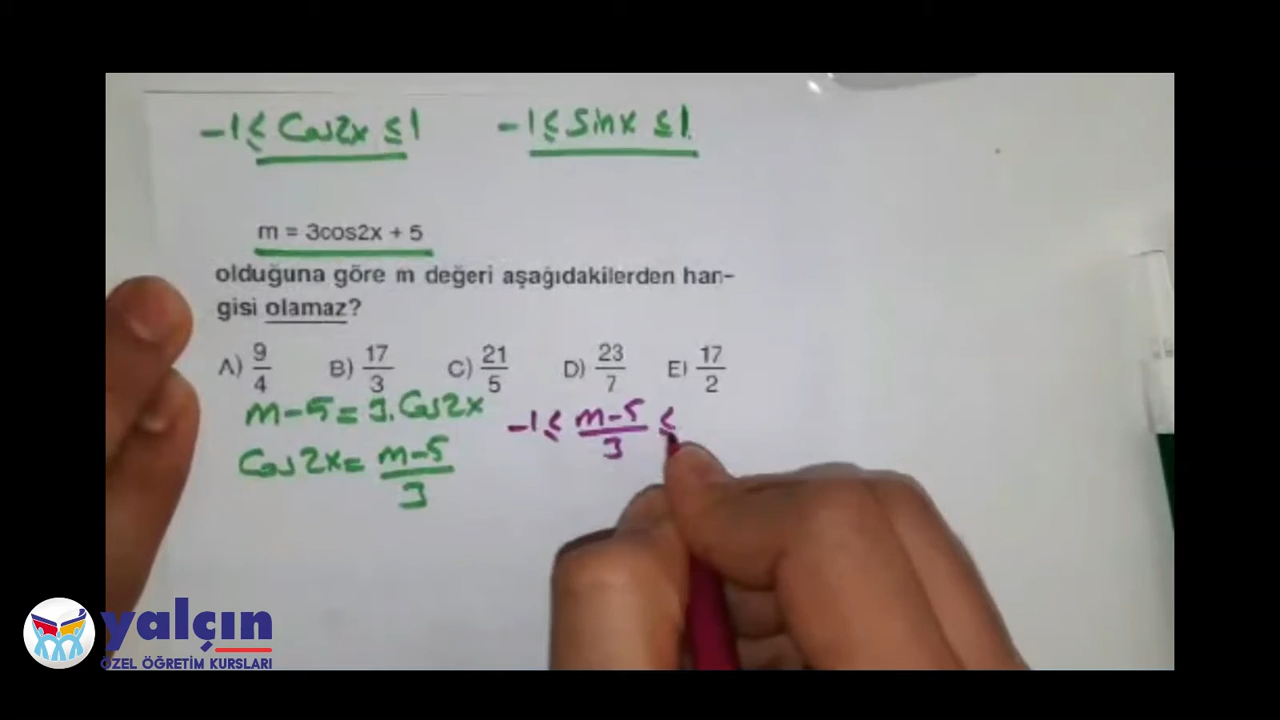 -1 ≤ Cos2x ≤ 1 -1 ≤ Sinx ≤ 1
m = 3cos2x + 5
olduğuna göre m değeri aşağıdakilerden han-
gisi olamaz?
A) 9/4 B) 17/3 C) 21/5 D) 23/7 E) 17/2
m-5 = 3.Cos2x
-1 ≤ m-5/3 ≤
Cos2x = m-5/3
yalçın
ÖZEL ÖĞRETİM KURSLARI